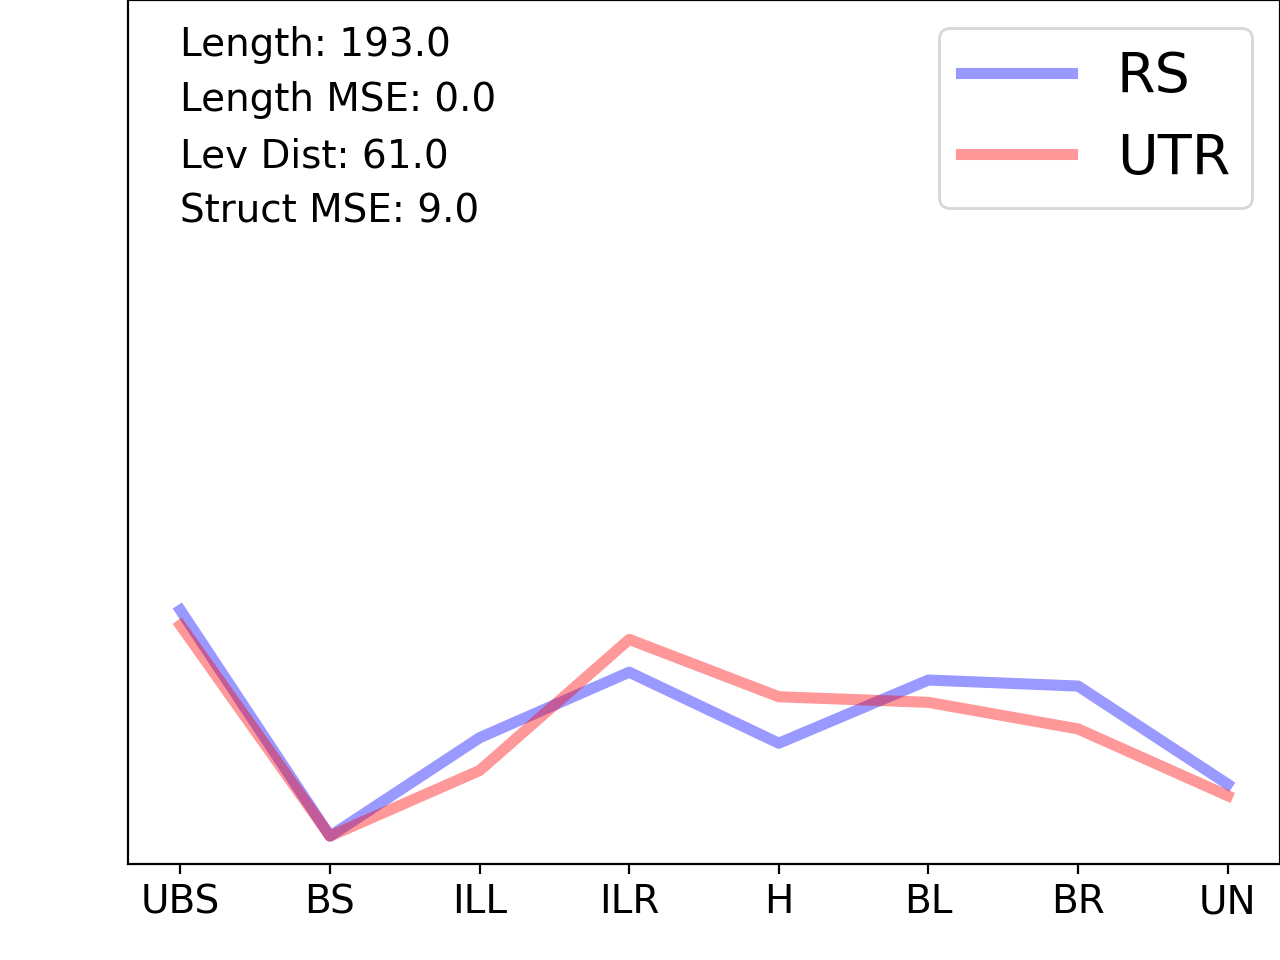 Length: 193.0
Length MSE: 0.0
Lev Dist: 61.0
Struct MSE: 9.0
RS
UTR
UBS BS ILL ILR H BL BR UN